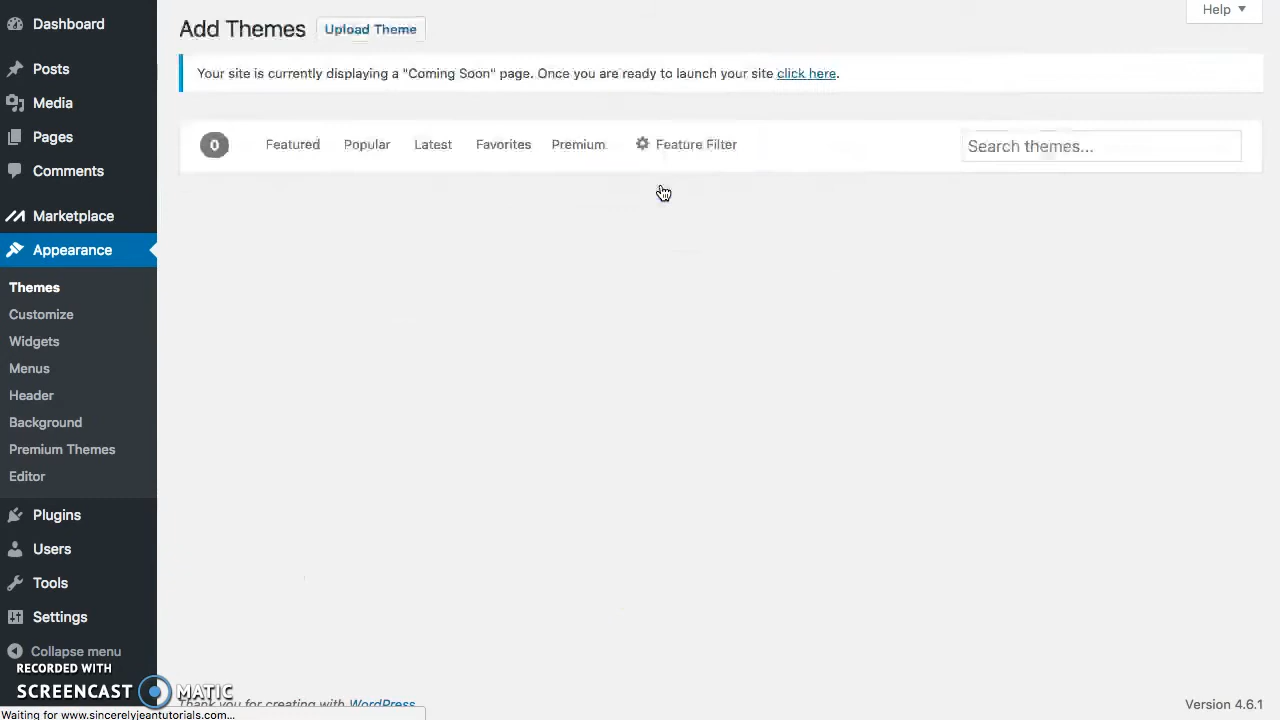 Dashboard
Posts
Media
Pages
Comments
Marketplace
Appearance
Themes
Customize
Widgets
Menus
Header
Background
Premium Themes
Editor
Plugins
Users
Tools
Settings
Collapse menu
RECORDED WITH
SCREENCAST MATIC
Waiting for www.sincerelyjeantutorials.com...
Help
Add Themes Upload Theme
Your site is currently displaying a "Coming Soon" page. Once you are ready to launch your site click here.
0 Featured Popular Latest Favorites Premium Feature Filter Search themes...
Thank you for creating with WordPress
Version 4.6.1